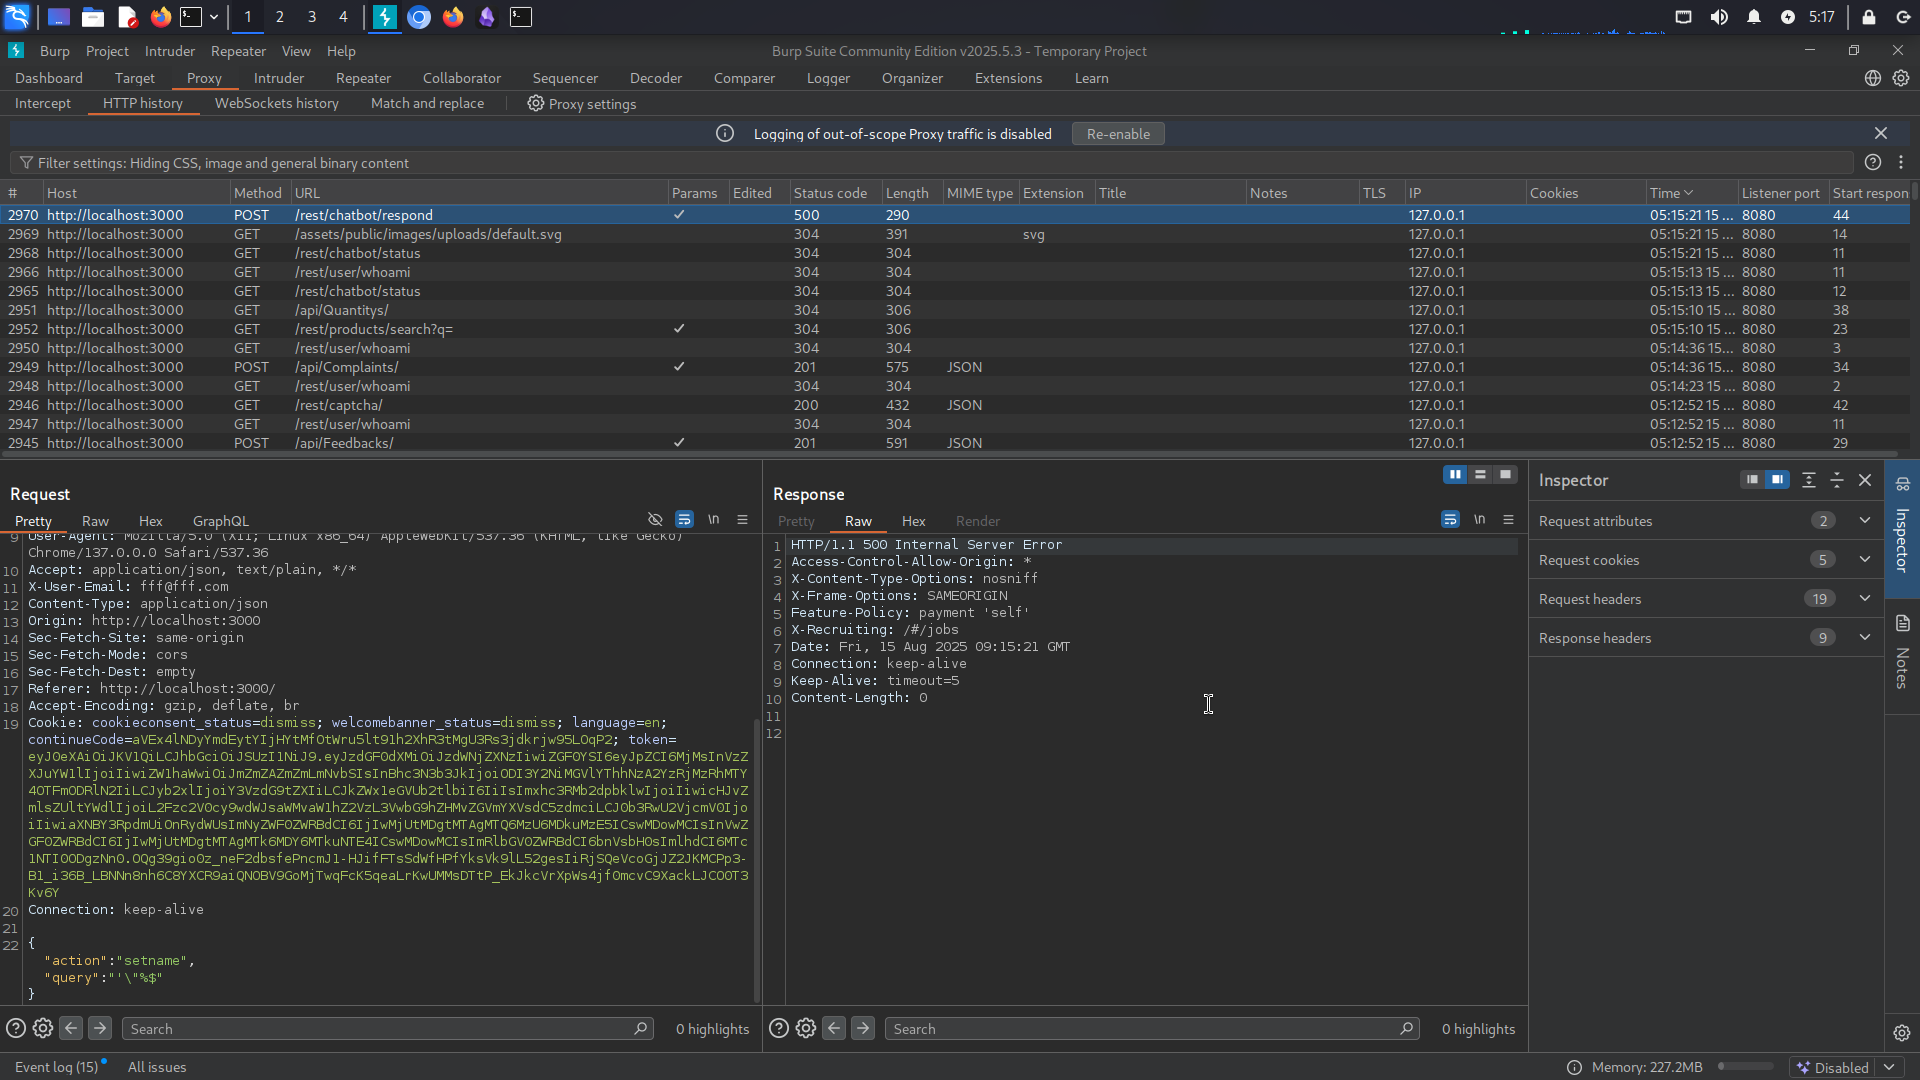 1 2 3 4 5:17
Burp Project Intruder Repeater View Help Burp Suite Community Edition v2025.5.3 - Temporary Project
Dashboard Target Proxy Intruder Repeater Collaborator Sequencer Decoder Comparer Logger Organizer Extensions Learn
Intercept HTTP history WebSockets history Match and replace Proxy settings
Logging of out-of-scope Proxy traffic is disabled Re-enable
Filter settings: Hiding CSS, image and general binary content
# Host Method URL Params Edited Status code Length MIME type Extension Title Notes TLS IP Cookies Time Listener port Start respon
2970 http://localhost:3000 POST /rest/chatbot/respond ✓ 500 290 127.0.0.1 05:15:21 15 ... 8080 44
2969 http://localhost:3000 GET /assets/public/images/uploads/default.svg 304 391 svg 127.0.0.1 05:15:21 15 ... 8080 14
2968 http://localhost:3000 GET /rest/chatbot/status 304 304 127.0.0.1 05:15:21 15 ... 8080 11
2966 http://localhost:3000 GET /rest/user/whoami 304 304 127.0.0.1 05:15:13 15 ... 8080 11
2965 http://localhost:3000 GET /rest/chatbot/status 304 304 127.0.0.1 05:15:13 15 ... 8080 12
2951 http://localhost:3000 GET /api/Quantitys/ 304 306 127.0.0.1 05:15:10 15 ... 8080 38
2952 http://localhost:3000 GET /rest/products/search?q= ✓ 304 306 127.0.0.1 05:15:10 15 ... 8080 23
2950 http://localhost:3000 GET /rest/user/whoami 304 304 127.0.0.1 05:14:36 15... 8080 3
2949 http://localhost:3000 POST /api/Complaints/ ✓ 201 575 JSON 127.0.0.1 05:14:36 15 ... 8080 34
2948 http://localhost:3000 GET /rest/user/whoami 304 304 127.0.0.1 05:14:23 15 ... 8080 2
2946 http://localhost:3000 GET /rest/captcha/ 200 432 JSON 127.0.0.1 05:12:52 15 ... 8080 42
2947 http://localhost:3000 GET /rest/user/whoami 304 304 127.0.0.1 05:12:52 15 ... 8080 11
2945 http://localhost:3000 POST /api/Feedbacks/ ✓ 201 591 JSON 127.0.0.1 05:12:52 15 ... 8080 29
Request
Pretty Raw Hex GraphQL \n
9 User-Agent: Mozilla/5.0 (X11; Linux x86_64) AppleWebKit/537.36 (KHTML, like Gecko)
Chrome/137.0.0.0 Safari/537.36
10 Accept: application/json, text/plain, */*
11 X-User-Email: fff@fff.com
12 Content-Type: application/json
13 Origin: http://localhost:3000
14 Sec-Fetch-Site: same-origin
15 Sec-Fetch-Mode: cors
16 Sec-Fetch-Dest: empty
17 Referer: http://localhost:3000/
18 Accept-Encoding: gzip, deflate, br
19 Cookie: cookieconsent_status=dismiss; welcomebanner_status=dismiss; language=en;
continueCode= token=
20 Connection: keep-alive
21
22 {
"action":"setname",
"query":"'\"%$"
}
Search 0 highlights
Response
Pretty Raw Hex Render \n
1 HTTP/1.1 500 Internal Server Error
2 Access-Control-Allow-Origin: *
3 X-Content-Type-Options: nosniff
4 X-Frame-Options: SAMEORIGIN
5 Feature-Policy: payment 'self'
6 X-Recruiting: /#/jobs
7 Date: Fri, 15 Aug 2025 09:15:21 GMT
8 Connection: keep-alive
9 Keep-Alive: timeout=5
10 Content-Length: 0
11
12
Search 0 highlights
Inspector
Request attributes 2
Request cookies 5
Request headers 19
Response headers 9
Inspector
Notes
Event log (15) All issues Memory: 227.2MB Disabled